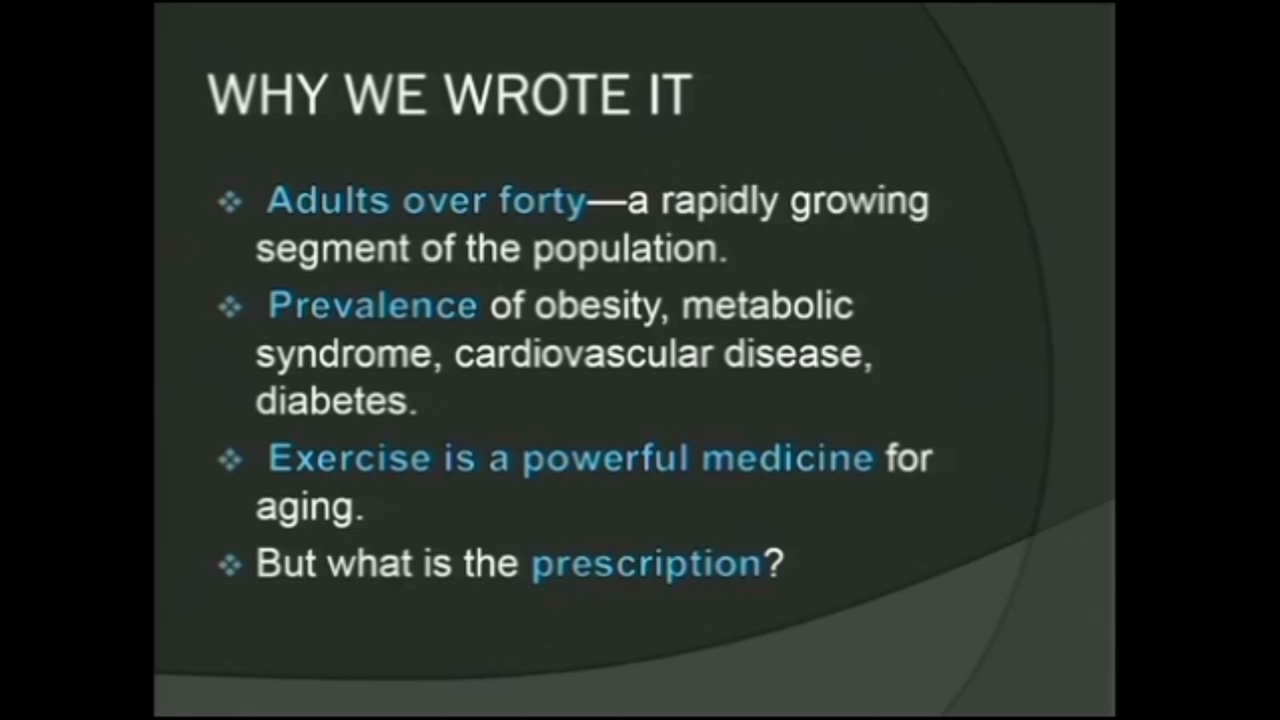 WHY WE WROTE IT
Adults over forty—a rapidly growing
segment of the population.
Prevalence of obesity, metabolic
syndrome, cardiovascular disease,
diabetes.
Exercise is a powerful medicine for
aging.
But what is the prescription?